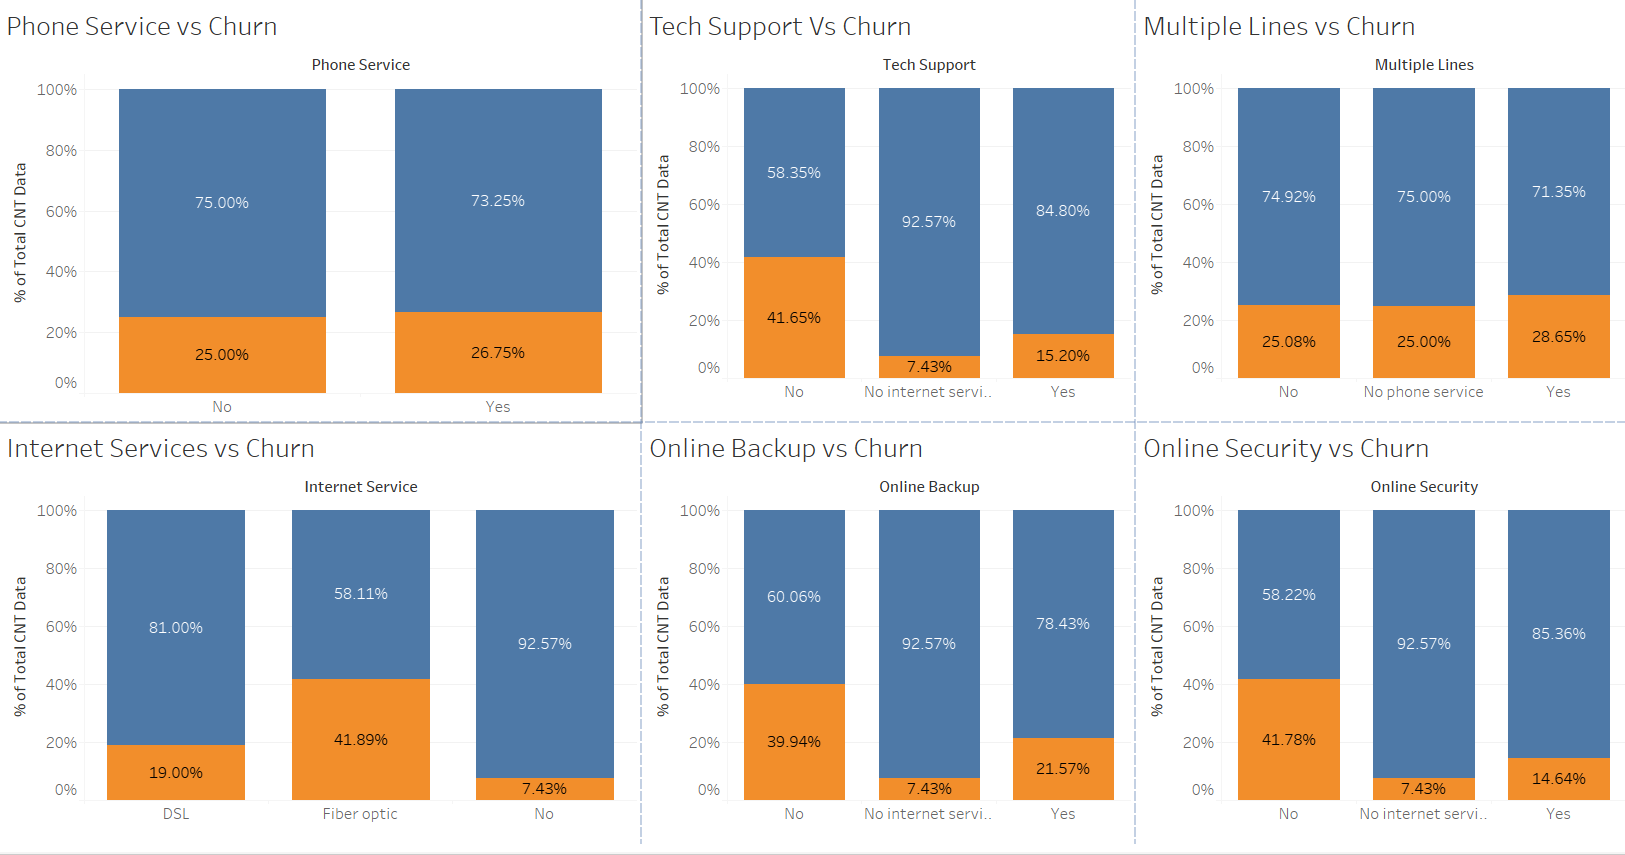 Phone Service vs Churn
Phone Service
% of Total CNT Data
100%
80%
60%
40%
20%
0%
75.00%
73.25%
25.00%
26.75%
No
Yes
Tech Support Vs Churn
Tech Support
% of Total CNT Data
100%
80%
60%
40%
20%
0%
58.35%
92.57%
84.80%
41.65%
7.43%
15.20%
No
No internet servi..
Yes
Multiple Lines vs Churn
Multiple Lines
% of Total CNT Data
100%
80%
60%
40%
20%
0%
74.92%
75.00%
71.35%
25.08%
25.00%
28.65%
No
No phone service
Yes
Internet Services vs Churn
Internet Service
% of Total CNT Data
100%
80%
60%
40%
20%
0%
81.00%
58.11%
92.57%
19.00%
41.89%
7.43%
DSL
Fiber optic
No
Online Backup vs Churn
Online Backup
% of Total CNT Data
100%
80%
60%
40%
20%
0%
60.06%
92.57%
78.43%
39.94%
7.43%
21.57%
No
No internet servi..
Yes
Online Security vs Churn
Online Security
% of Total CNT Data
100%
80%
60%
40%
20%
0%
58.22%
92.57%
85.36%
41.78%
7.43%
14.64%
No
No internet servi..
Yes